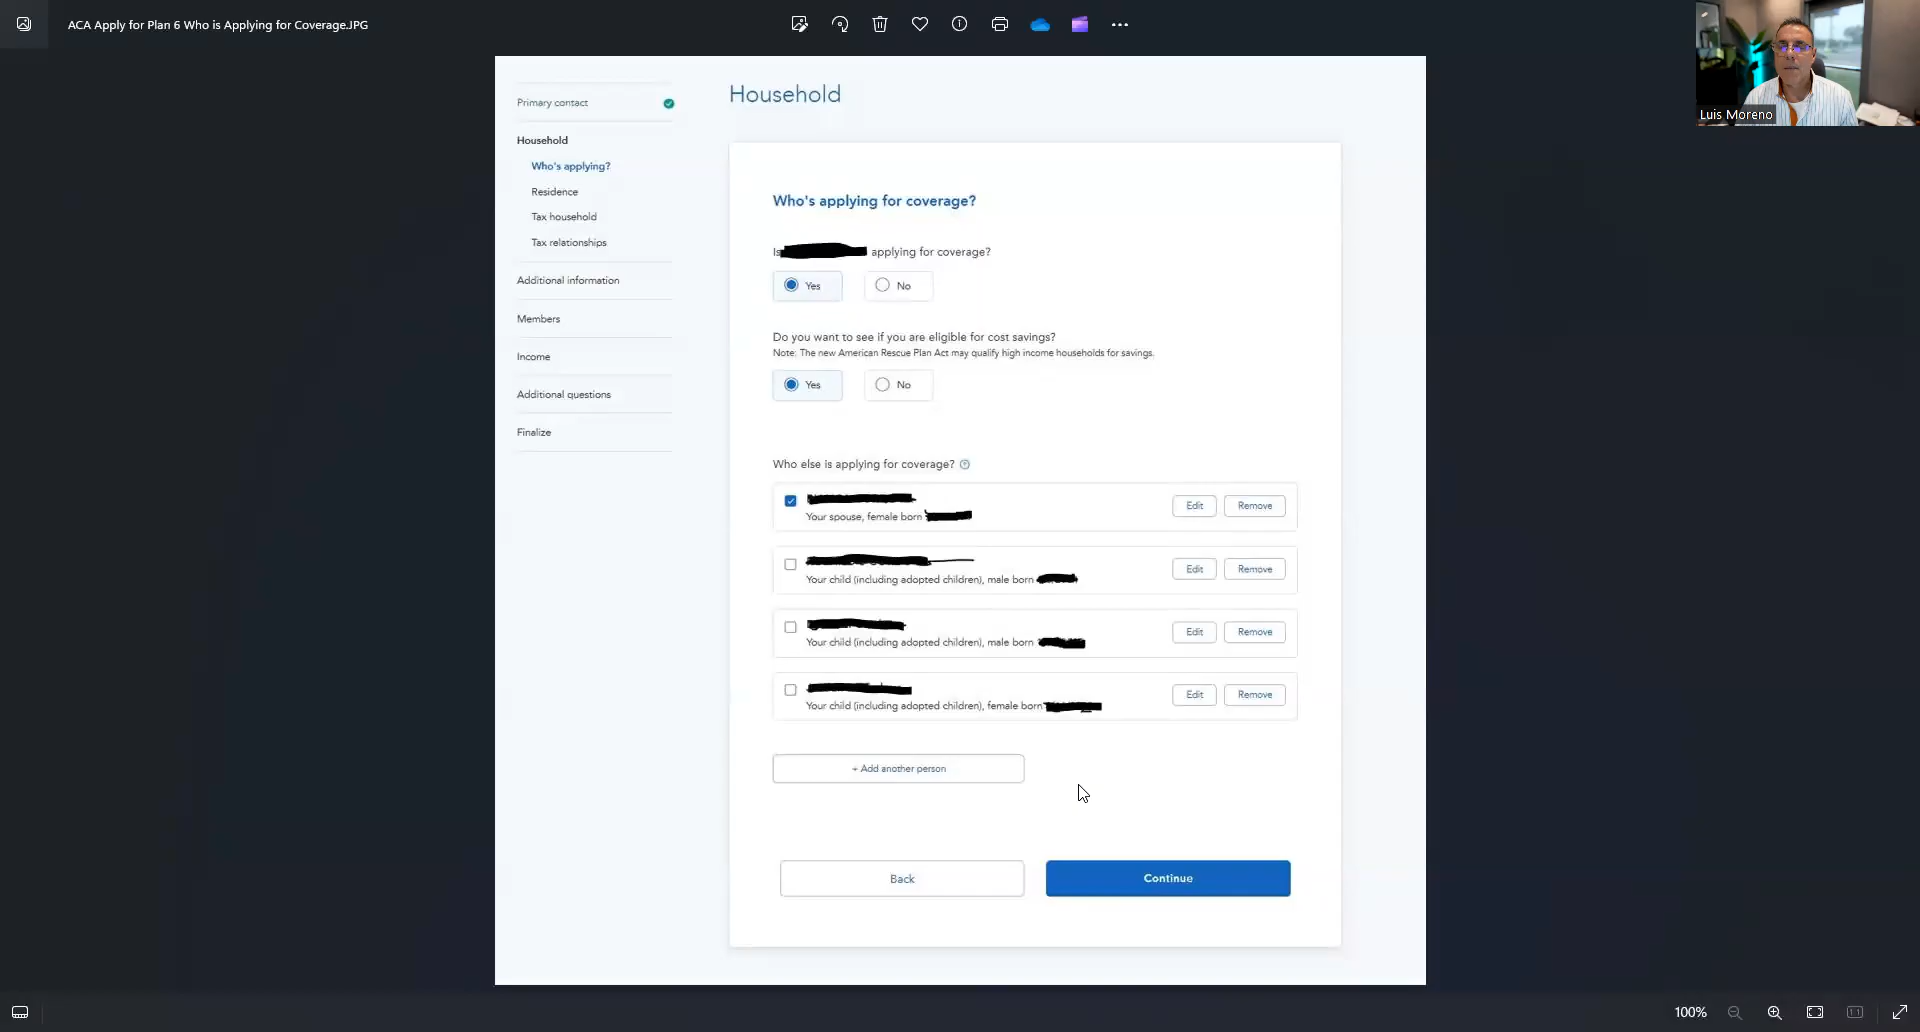 ACA Apply for Plan 6 Who is Applying for Coverage.JPG
Luis Moreno
Primary contact
Household
Who's applying?
Residence
Tax household
Tax relationships
Additional information
Members
Income
Additional questions
Finalize
Household
Who's applying for coverage?
Is applying for coverage?
Yes No
Do you want to see if you are eligible for cost savings?
Note: The new American Rescue Plan Act may qualify high income households for savings.
Yes No
Who else is applying for coverage?
Your spouse, female born
Edit Remove
Your child (including adopted children), male born
Edit Remove
Your child (including adopted children), male born
Edit Remove
Your child (including adopted children), female born
Edit Remove
+ Add another person
Back Continue
100%